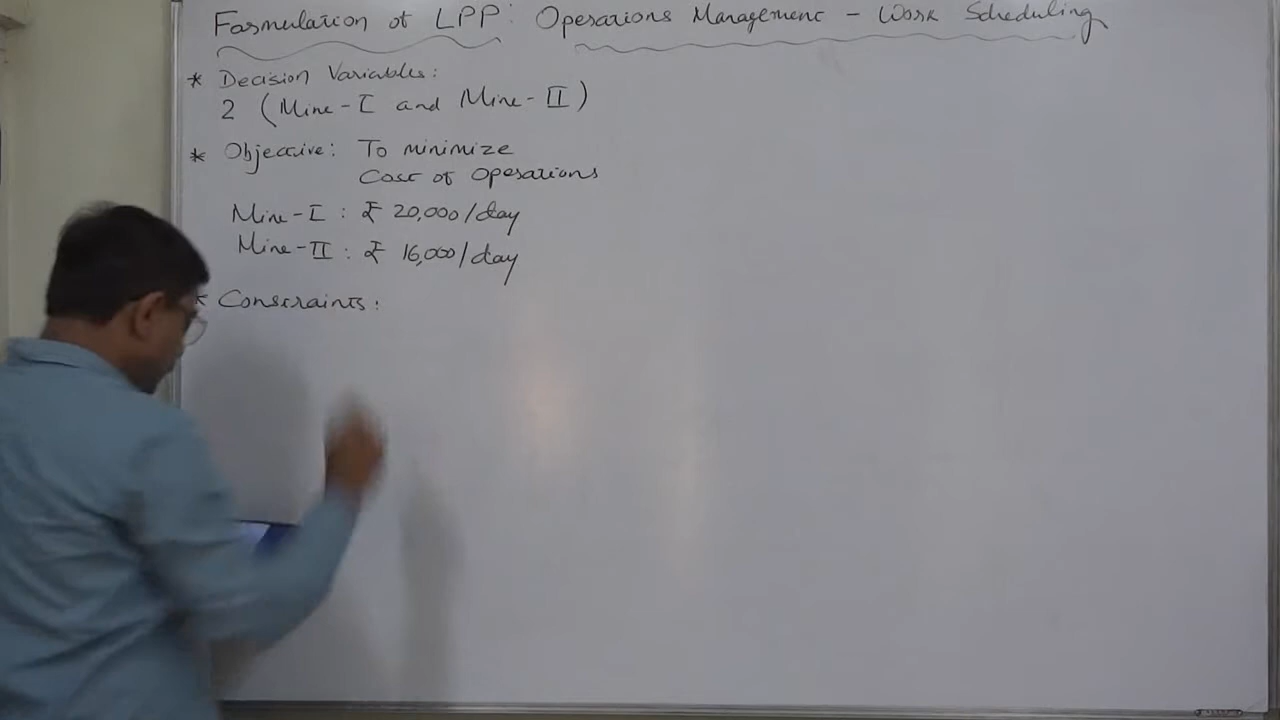 Formulation of LPP: Operations Management - Work Scheduling
* Decision Variables:
2 (Mine-I and Mine-II)
* Objective: To minimize
Cost of Operations
Mine-I : ₹ 20,000/day
Mine-II : ₹ 16,000/day
* Constraints: